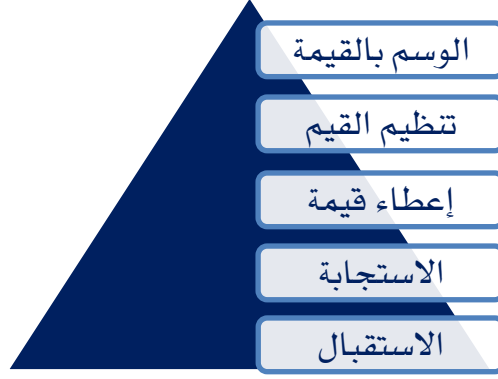 الوسم بالقيمة
تنظيم القيم
إعطاء قيمة
الاستجابة
الاستقبال